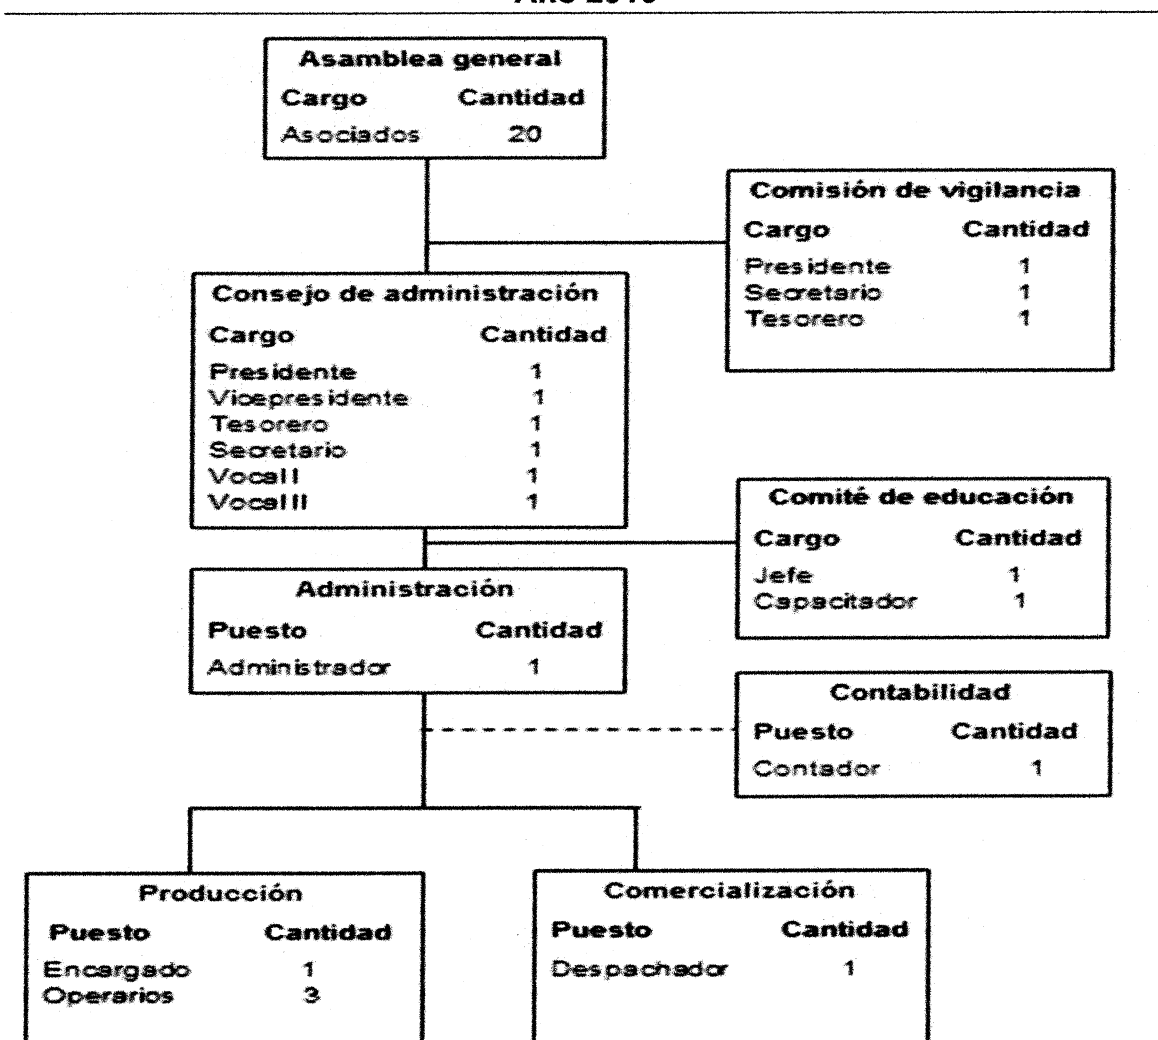 Asamblea general
Cargo Cantidad
Asociados 20
Comisión de vigilancia
Cargo Cantidad
Presidente 1
Secretario 1
Tesorero 1
Consejo de administración
Cargo Cantidad
Presidente 1
Vicepresidente 1
Tesorero 1
Secretario 1
Vocal I 1
Vocal II 1
Comité de educación
Cargo Cantidad
Jefe 1
Capacitador 1
Administración
Puesto Cantidad
Administrador 1
Contabilidad
Puesto Cantidad
Contador 1
Producción
Puesto Cantidad
Encargado 1
Operarios 3
Comercialización
Puesto Cantidad
Despachador 1